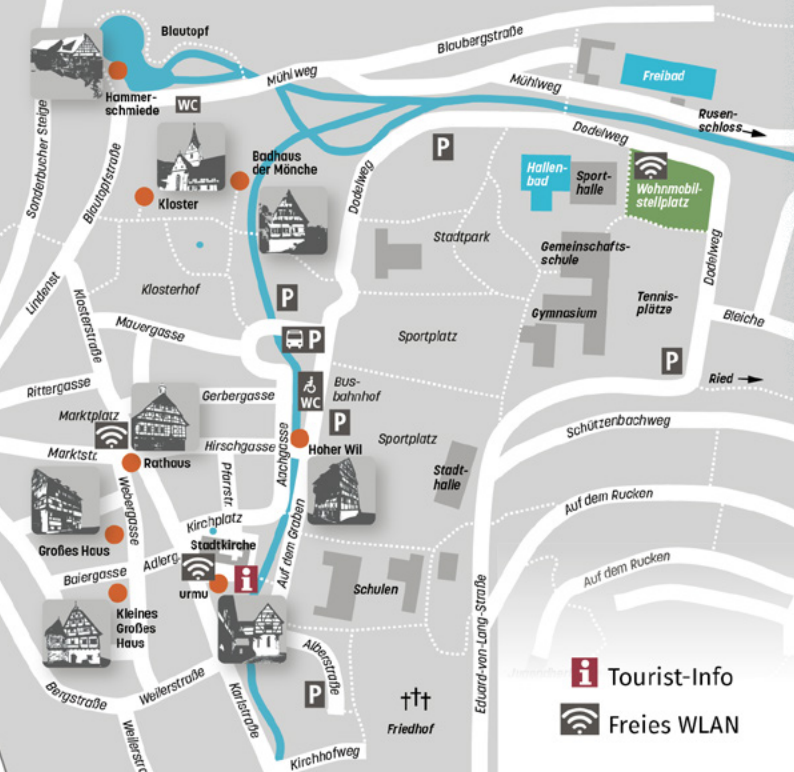 Blautopf
Blaubergstraße
Mühlweg
Mühlweg
Freibad
Hammer-
schmiede
WC
Rusen-
schloss
Sonderbucher Steige
Blautopfstraße
Badhaus
der Mönche
Kloster
Dodelweg
P
Dodelweg
Hallen-
bad
Sport-
halle
Wohnmobil-
stellplatz
Dodelweg
Stadtpark
Gemeinschafts-
schule
Lindenst
Klosterhof
P
Klosterstraße
Mauergasse
P
Sportplatz
Gymnasium
Tennis-
plätze
Bleiche
P
Ried
Rittergasse
Gerbergasse
WC
Bus-
bahnhof
P
Marktplatz
Marktstr.
Rathaus
Hirschgasse
Aachgasse
Hoher Wil
Sportplatz
Schützenbachweg
Stadt-
halle
Pfarrstr.
Webergasse
Auf dem Rucken
Kirchplatz
Stadtkirche
Großes Haus
Adlerg.
Auf dem Graben
Auf dem Rucken
Baiergasse
urmu
i
Schulen
Kleines
Großes
Haus
Eduard-von-Lang-Straße
Alberstraße
Bergstraße
Weilerstraße
Karlstraße
P
Friedhof
Weilerstr
Kirchhofweg
i Tourist-Info
Freies WLAN